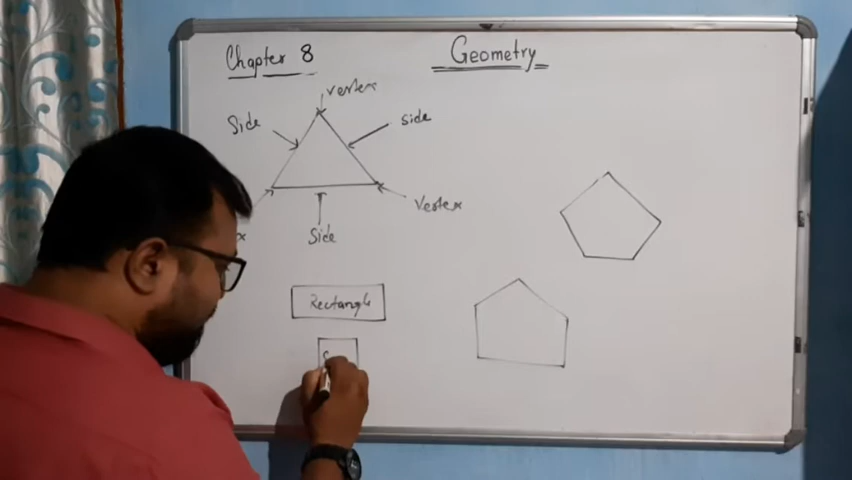 Chapter 8
Geometry
vertex
Side
side
Vertex
Side
Rectangle